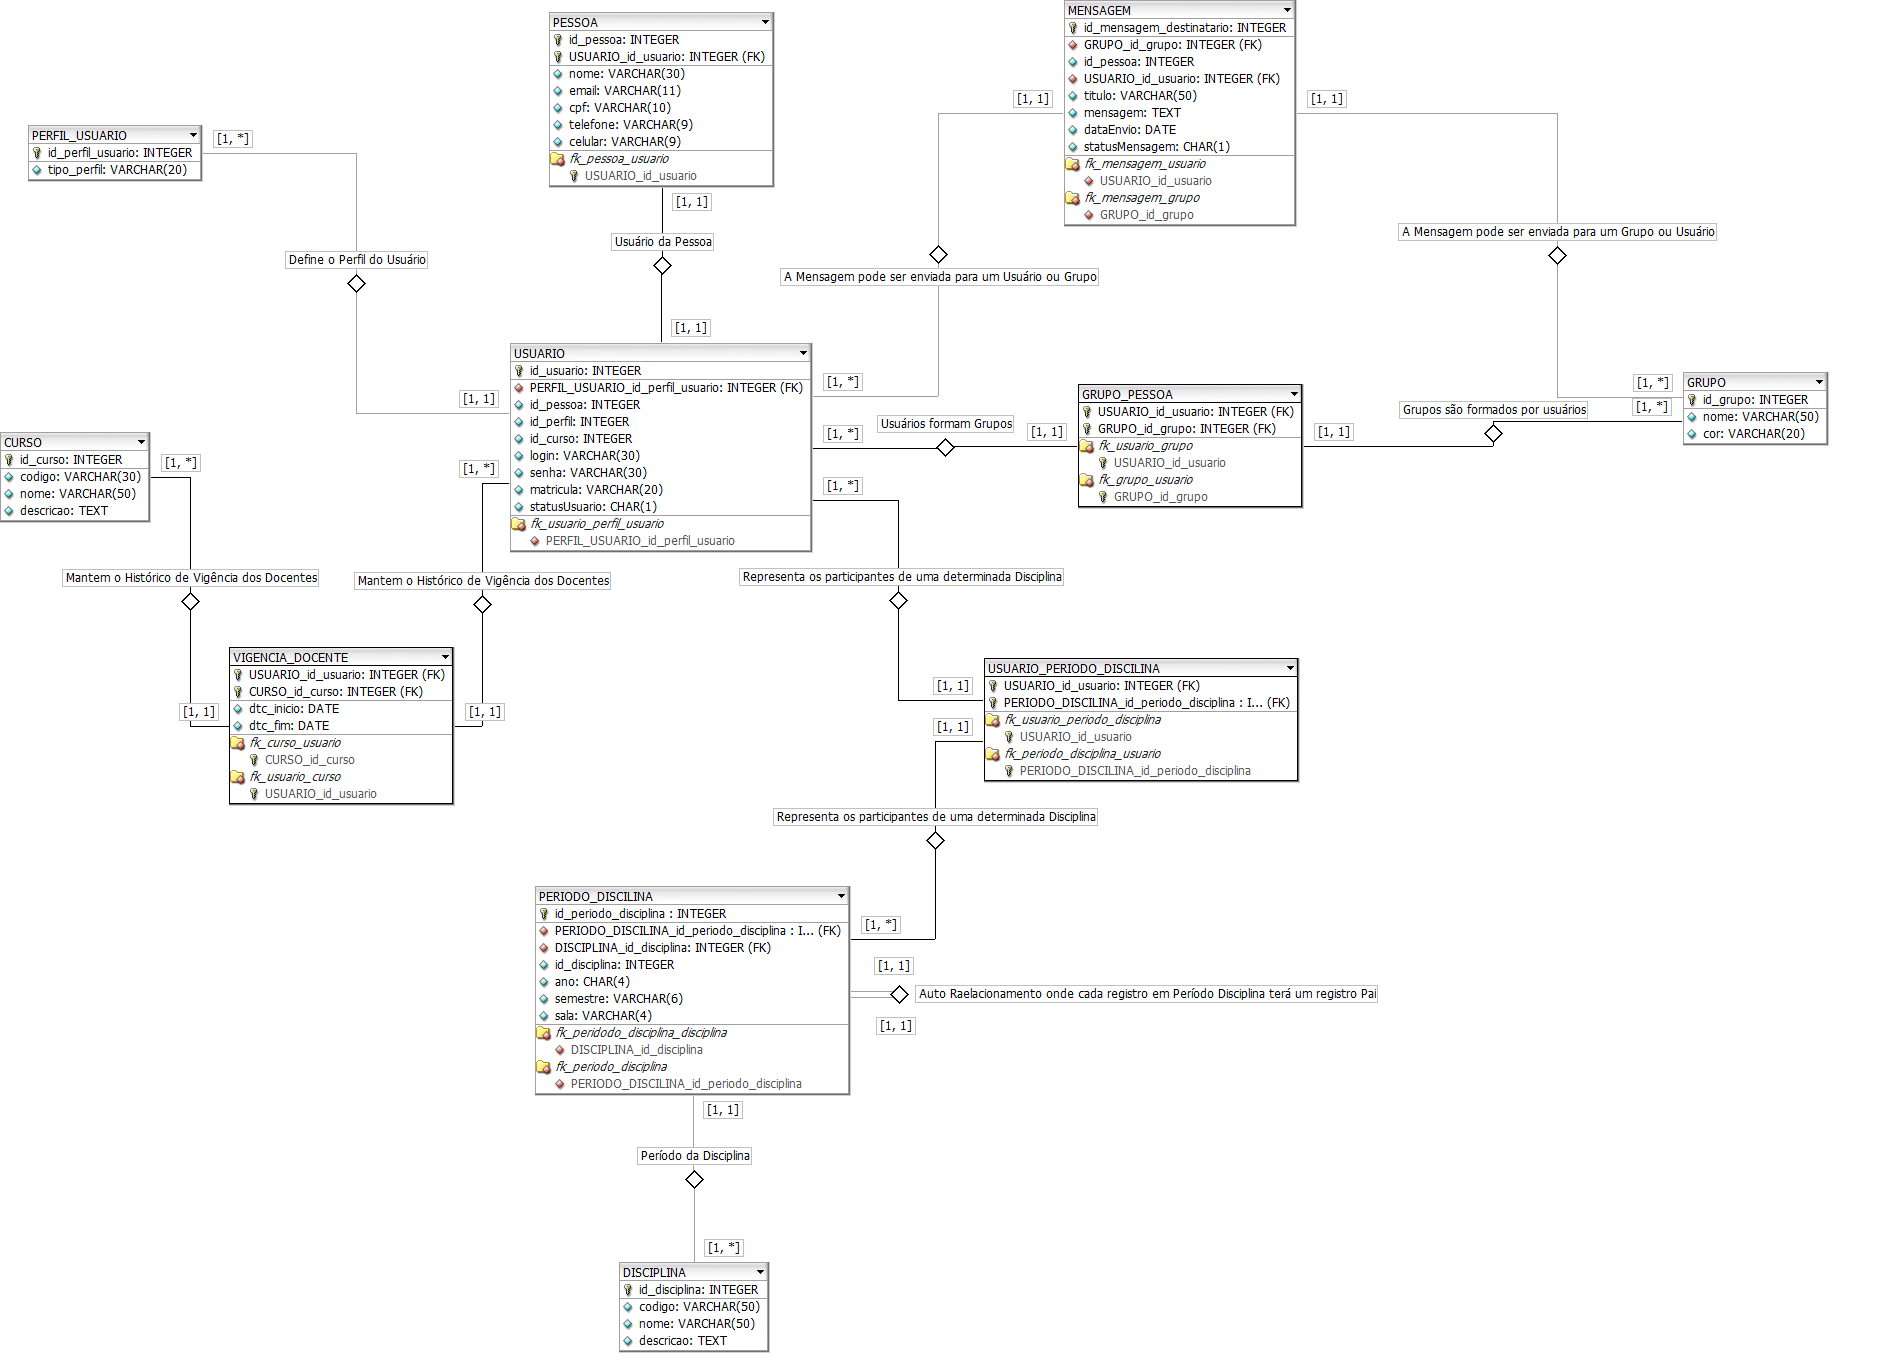 PESSOA
id_pessoa: INTEGER
USUARIO_id_usuario: INTEGER (FK)
nome: VARCHAR(30)
email: VARCHAR(11)
cpf: VARCHAR(10)
telefone: VARCHAR(9)
celular: VARCHAR(9)
fk_pessoa_usuario
USUARIO_id_usuario
[1, 1]
Usuário da Pessoa
[1, 1]
MENSAGEM
id_mensagem_destinatario: INTEGER
GRUPO_id_grupo: INTEGER (FK)
id_pessoa: INTEGER
USUARIO_id_usuario: INTEGER (FK)
titulo: VARCHAR(50)
mensagem: TEXT
dataEnvio: DATE
statusMensagem: CHAR(1)
fk_mensagem_usuario
USUARIO_id_usuario
fk_mensagem_grupo
GRUPO_id_grupo
[1, 1]
[1, 1]
A Mensagem pode ser enviada para um Usuário ou Grupo
A Mensagem pode ser enviada para um Grupo ou Usuário
PERFIL_USUARIO
id_perfil_usuario: INTEGER
tipo_perfil: VARCHAR(20)
[1, *]
Define o Perfil do Usuário
[1, 1]
USUARIO
id_usuario: INTEGER
PERFIL_USUARIO_id_perfil_usuario: INTEGER (FK)
id_pessoa: INTEGER
id_perfil: INTEGER
id_curso: INTEGER
login: VARCHAR(30)
senha: VARCHAR(30)
matricula: VARCHAR(20)
statusUsuario: CHAR(1)
fk_usuario_perfil_usuario
PERFIL_USUARIO_id_perfil_usuario
[1, *]
[1, *]
[1, *]
[1, *]
Usuários formam Grupos
[1, 1]
GRUPO_PESSOA
USUARIO_id_usuario: INTEGER (FK)
GRUPO_id_grupo: INTEGER (FK)
fk_usuario_grupo
USUARIO_id_usuario
fk_grupo_usuario
GRUPO_id_grupo
[1, 1]
Grupos são formados por usuários
[1, *]
[1, *]
GRUPO
id_grupo: INTEGER
nome: VARCHAR(50)
cor: VARCHAR(20)
CURSO
id_curso: INTEGER
codigo: VARCHAR(30)
nome: VARCHAR(50)
descricao: TEXT
[1, *]
Mantem o Histórico de Vigência dos Docentes
Mantem o Histórico de Vigência dos Docentes
[1, 1]
[1, 1]
VIGENCIA_DOCENTE
USUARIO_id_usuario: INTEGER (FK)
CURSO_id_curso: INTEGER (FK)
dtc_inicio: DATE
dtc_fim: DATE
fk_curso_usuario
CURSO_id_curso
fk_usuario_curso
USUARIO_id_usuario
Representa os participantes de uma determinada Disciplina
[1, 1]
[1, 1]
USUARIO_PERIODO_DISCILINA
USUARIO_id_usuario: INTEGER (FK)
PERIODO_DISCILINA_id_periodo_disciplina : I... (FK)
fk_usuario_periodo_disciplina
USUARIO_id_usuario
fk_periodo_disciplina_usuario
PERIODO_DISCILINA_id_periodo_disciplina
Representa os participantes de uma determinada Disciplina
PERIODO_DISCILINA
id_periodo_disciplina : INTEGER
PERIODO_DISCILINA_id_periodo_disciplina : I... (FK)
DISCIPLINA_id_disciplina: INTEGER (FK)
id_disciplina: INTEGER
ano: CHAR(4)
semestre: VARCHAR(6)
sala: VARCHAR(4)
fk_peridodo_disciplina_disciplina
DISCIPLINA_id_disciplina
fk_periodo_disciplina
PERIODO_DISCILINA_id_periodo_disciplina
[1, *]
[1, 1]
Auto Raelacionamento onde cada registro em Período Disciplina terá um registro Pai
[1, 1]
[1, 1]
Período da Disciplina
[1, *]
DISCIPLINA
id_disciplina: INTEGER
codigo: VARCHAR(50)
nome: VARCHAR(50)
descricao: TEXT